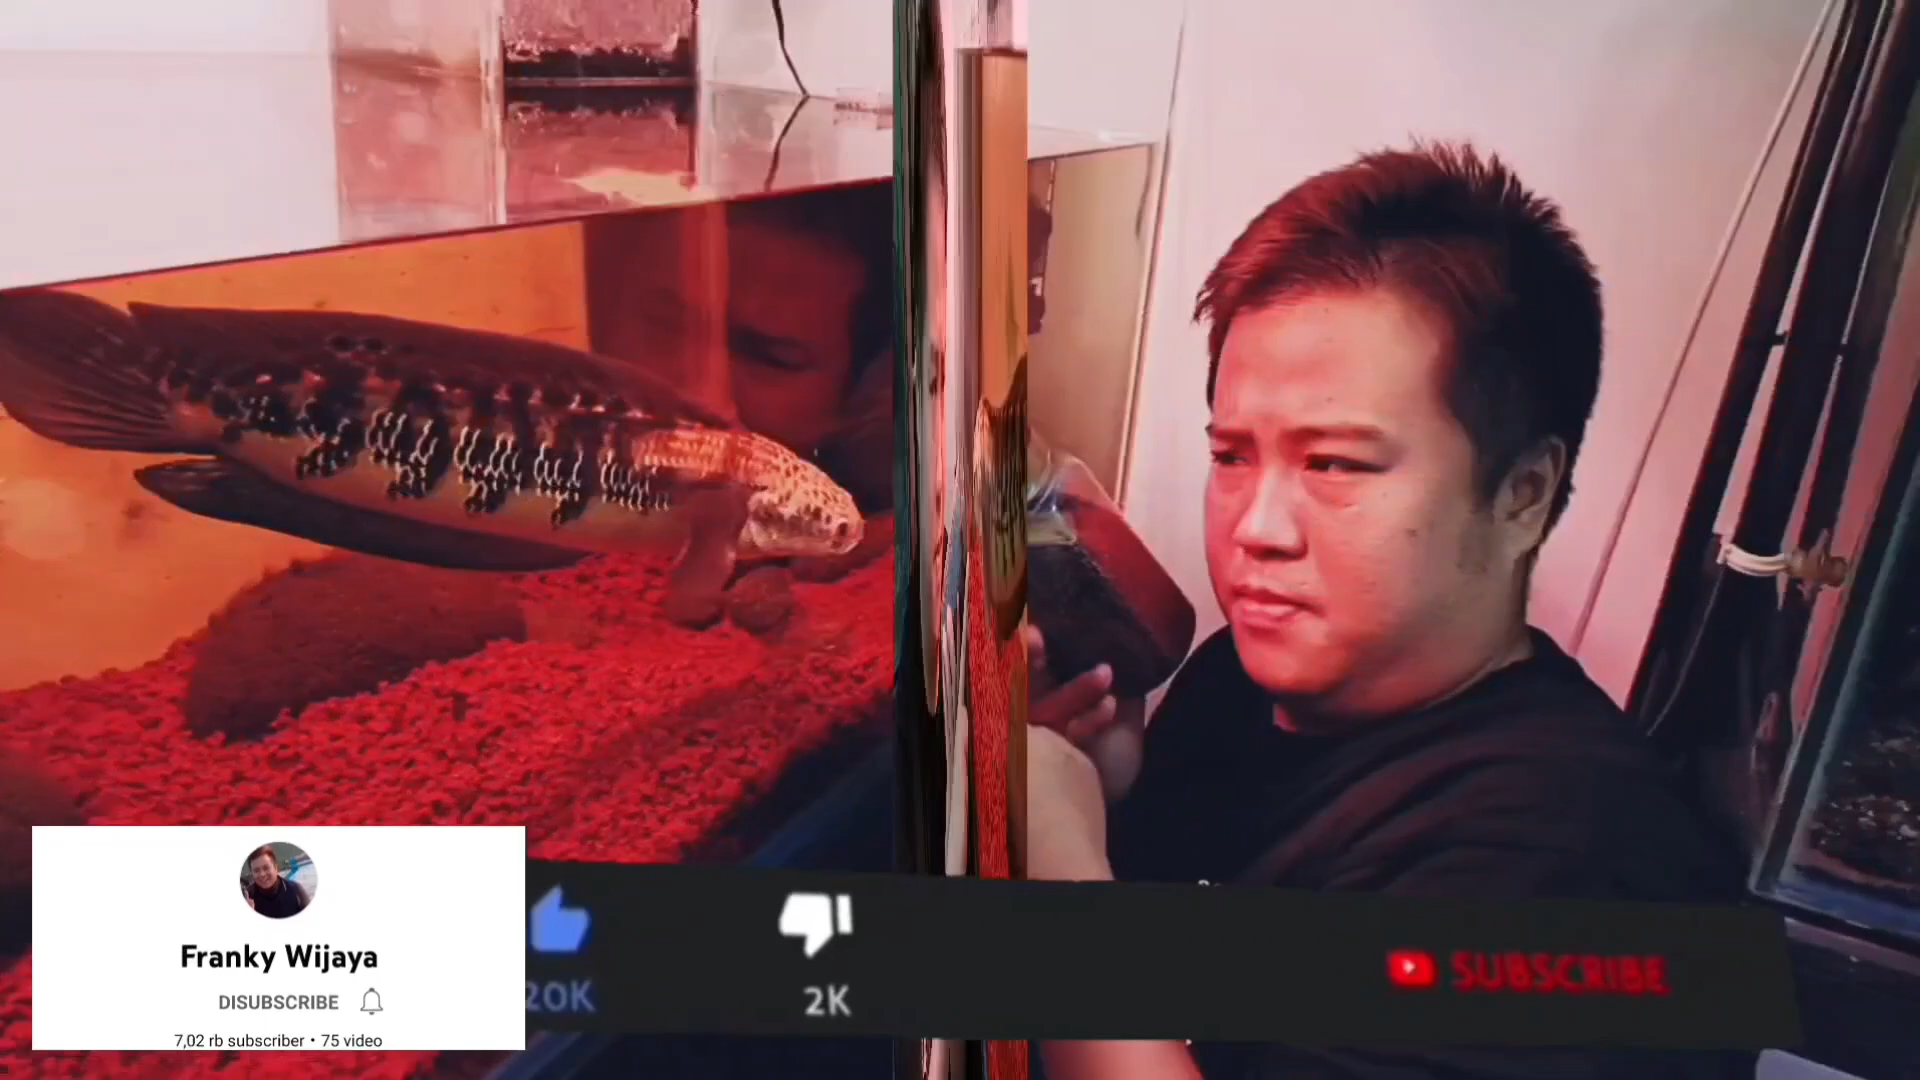 Franky Wijaya
DISUBSCRIBE
7,02 rb subscriber • 75 video
20K
2K
SUBSCRIBE